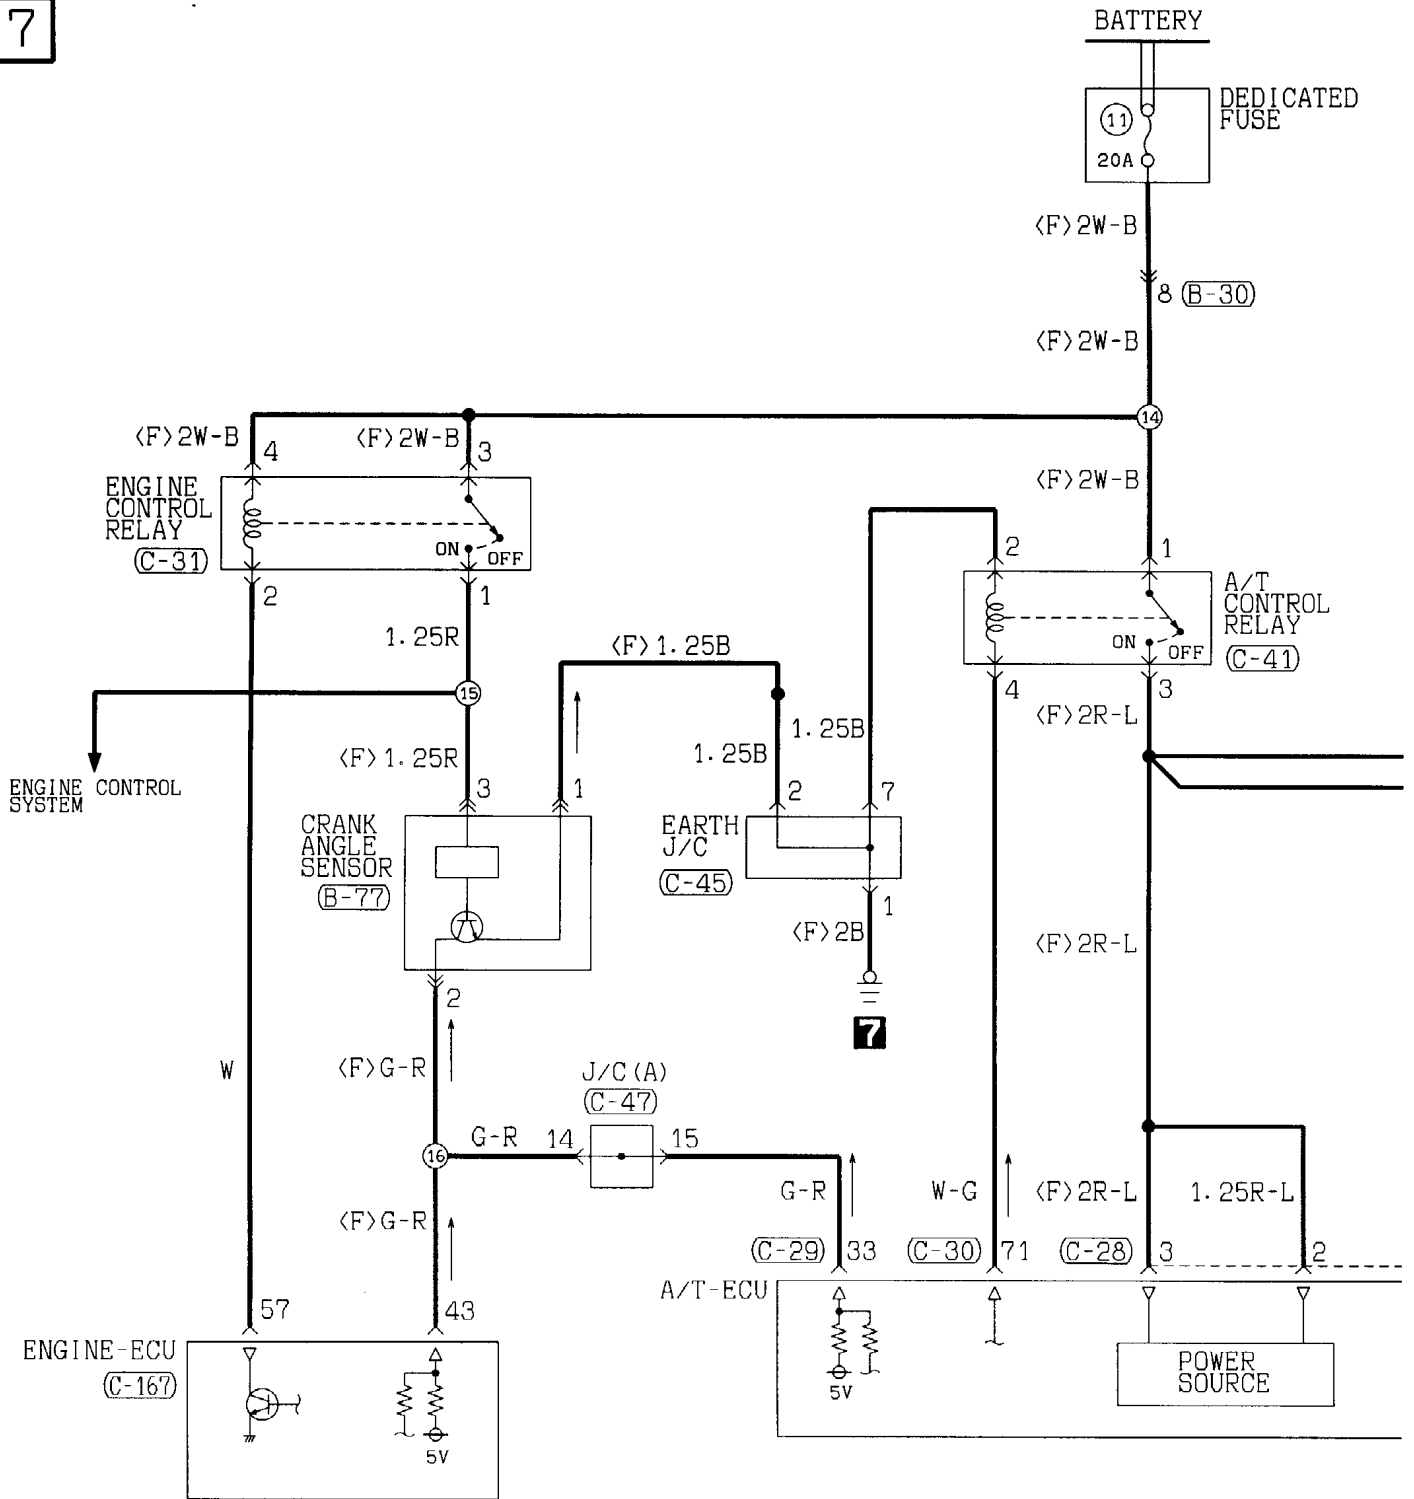 7
BATTERY
DEDICATED
FUSE
11
20A
<F>2W-B
8 (B-30)
<F>2W-B
14
<F>2W-B 4
<F>2W-B 3
<F>2W-B
ENGINE
CONTROL
RELAY
(C-31)
ON
OFF
2
1
2
1
A/T
CONTROL
RELAY
(C-41)
ON
OFF
1.25R
<F>1.25B
4
3
15
<F>2R-L
1.25B
1.25B
<F>1.25R
ENGINE CONTROL
SYSTEM
3
1
2
7
CRANK
ANGLE
SENSOR
(B-77)
EARTH
J/C
(C-45)
1
<F>2B
<F>2R-L
2
7
W
<F>G-R
J/C(A)
(C-47)
G-R
14
15
16
G-R
W-G
<F>2R-L
1.25R-L
<F>G-R
(C-29) 33
(C-30) 71
(C-28) 3
2
A/T-ECU
57
43
ENGINE-ECU
(C-167)
5V
POWER
SOURCE
5V